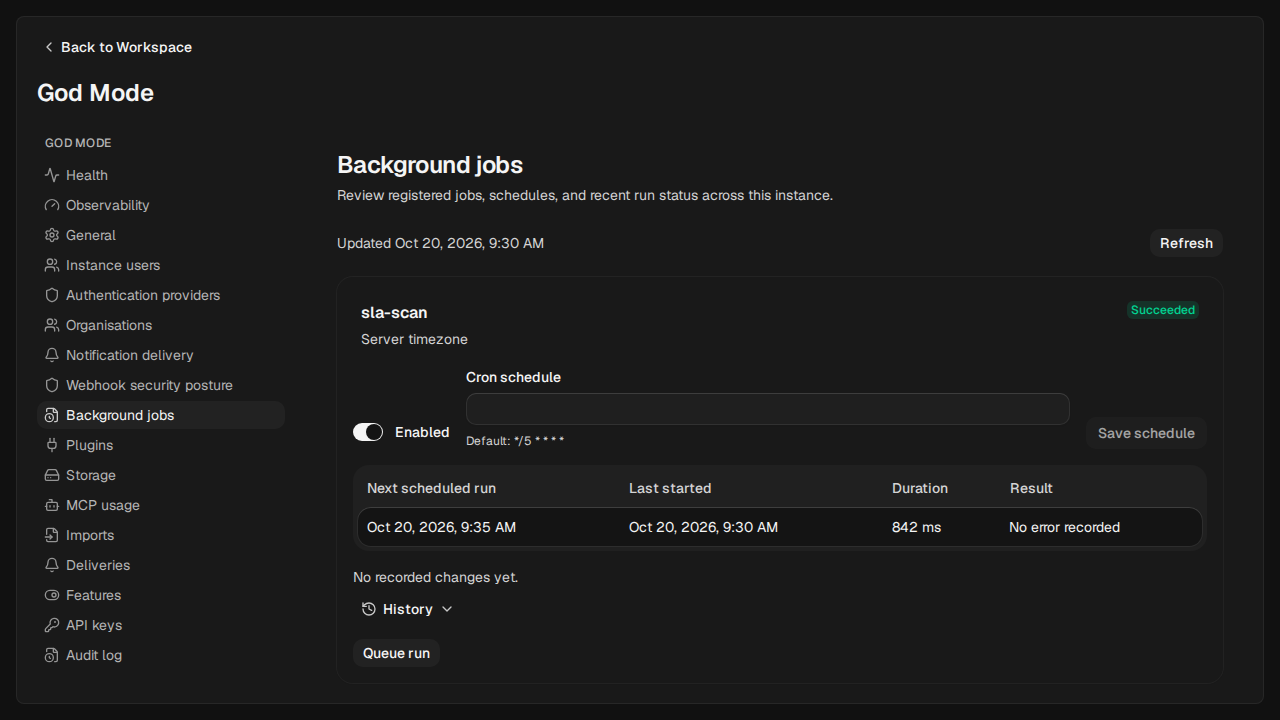 Back to Workspace
God Mode
GOD MODE
Health
Observability
General
Instance users
Authentication providers
Organisations
Notification delivery
Webhook security posture
Background jobs
Plugins
Storage
MCP usage
Imports
Deliveries
Features
API keys
Audit log
Background jobs
Review registered jobs, schedules, and recent run status across this instance.
Updated Oct 20, 2026, 9:30 AM
Refresh
sla-scan
Succeeded
Server timezone
Cron schedule
Enabled
Default: */5 * * * *
Save schedule
Next scheduled run Last started Duration Result
Oct 20, 2026, 9:35 AM Oct 20, 2026, 9:30 AM 842 ms No error recorded
No recorded changes yet.
History
Queue run